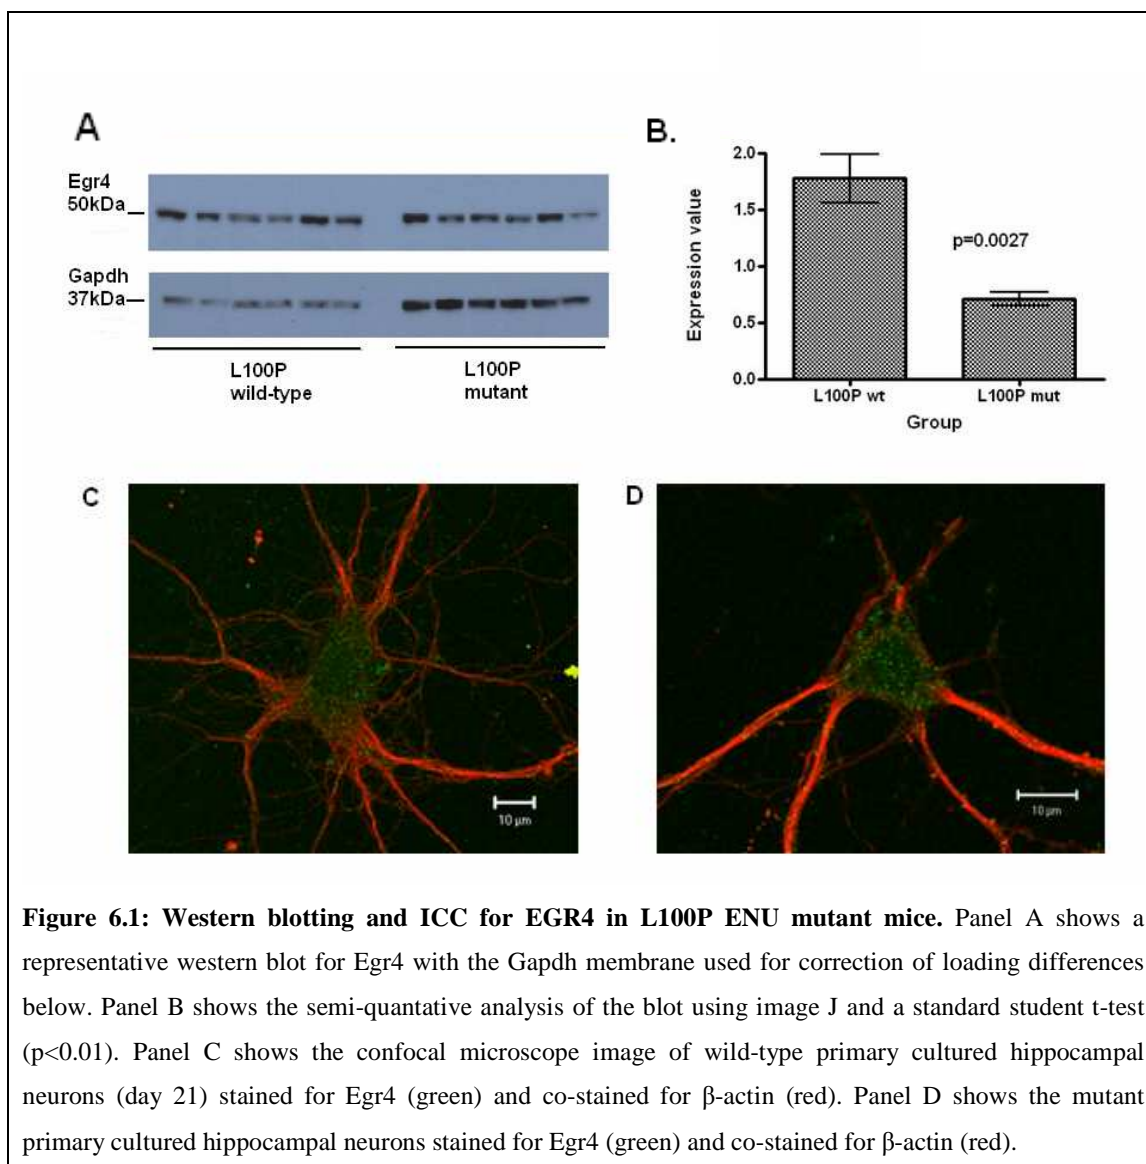 A
B.
Egr4
50kDa
Gapdh
37kDa
L100P
wild-type
L100P
mutant
2.0
1.5
1.0
0.5
0.0
Expression value
p=0.0027
L100P wt
L100P mut
Group
C
10 µm
D
10 µm
Figure 6.1: Western blotting and ICC for EGR4 in L100P ENU mutant mice. Panel A shows a
representative western blot for Egr4 with the Gapdh membrane used for correction of loading differences
below. Panel B shows the semi-quantative analysis of the blot using image J and a standard student t-test
(p<0.01). Panel C shows the confocal microscope image of wild-type primary cultured hippocampal
neurons (day 21) stained for Egr4 (green) and co-stained for β-actin (red). Panel D shows the mutant
primary cultured hippocampal neurons stained for Egr4 (green) and co-stained for β-actin (red).